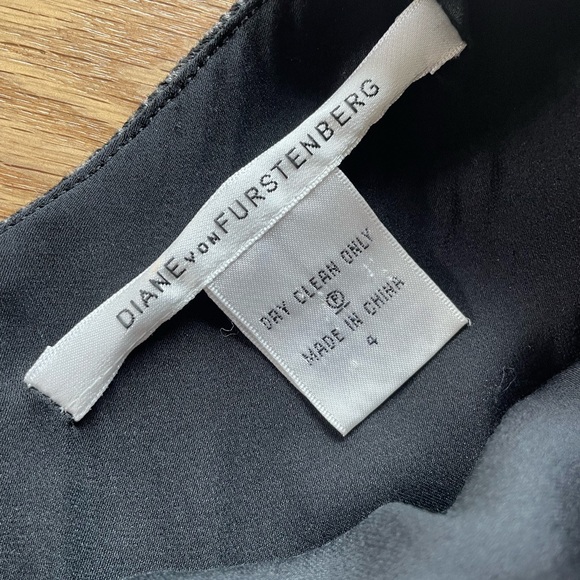 DIANE VON FURSTENBERG
DRY CLEAN ONLY
Ⓟ
MADE IN CHINA
4